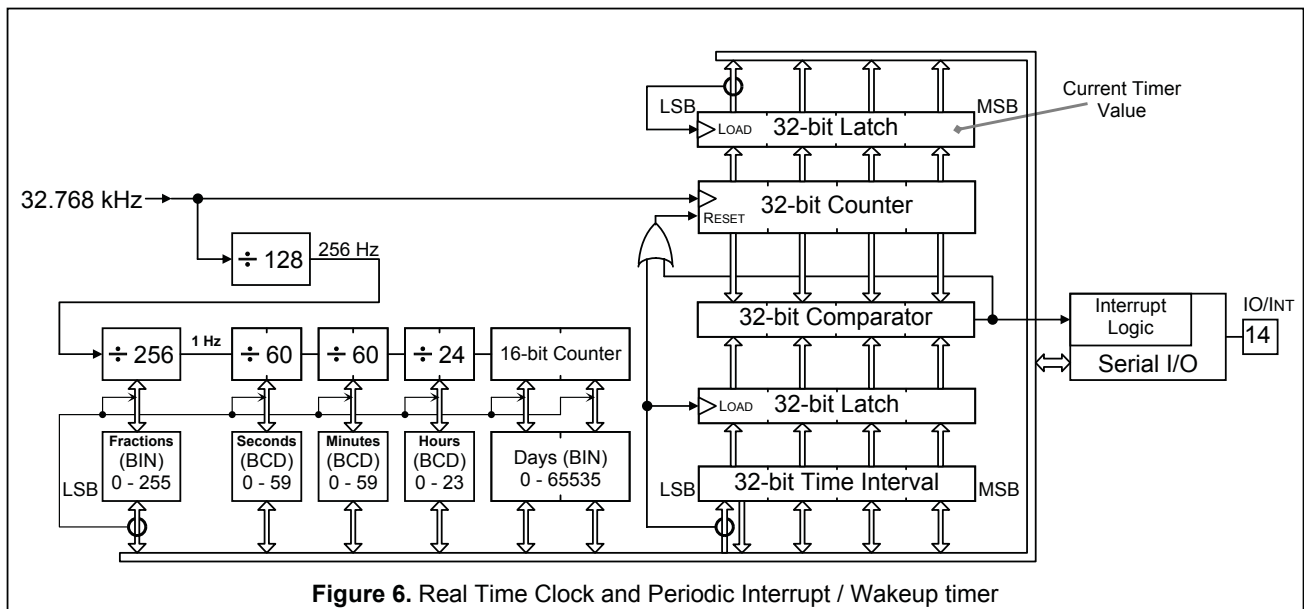 LSB
MSB
Current Timer
Value
LOAD
32-bit Latch
32.768 kHz
32-bit Counter
RESET
÷ 128
256 Hz
32-bit Comparator
Interrupt
Logic
Serial I/O
IO/INT
14
÷ 256
1 Hz
÷ 60
÷ 60
÷ 24
16-bit Counter
LOAD
32-bit Latch
Fractions
(BIN)
0 - 255
Seconds
(BCD)
0 - 59
Minutes
(BCD)
0 - 59
Hours
(BCD)
0 - 23
Days (BIN)
0 - 65535
LSB
LSB
32-bit Time Interval
MSB
Figure 6. Real Time Clock and Periodic Interrupt / Wakeup timer